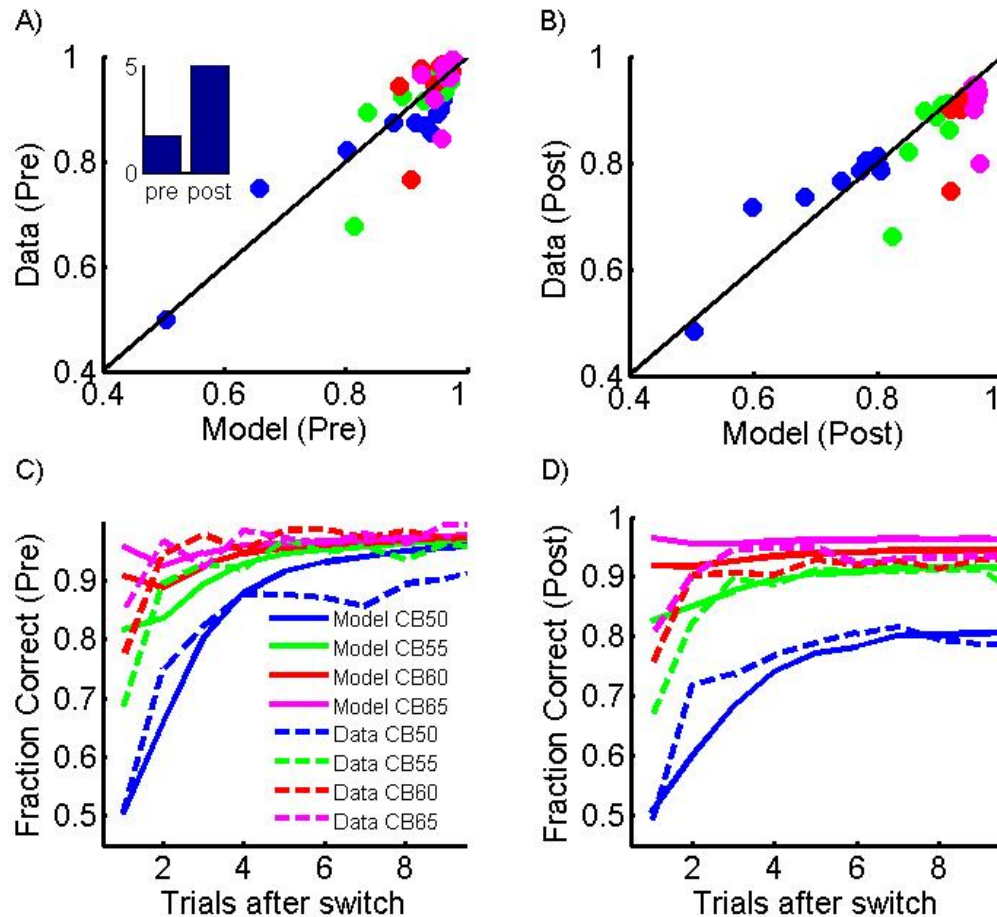 A)
B)
1
0.8
0.6
0.4
0.4
0.6
0.8
1
Data (Pre)
Model (Pre)
5
0
pre post
1
0.8
0.6
0.4
0.4
0.6
0.8
1
Data (Post)
Model (Post)
C)
D)
0.9
0.8
0.7
0.6
0.5
2
4
6
8
Fraction Correct (Pre)
Trials after switch
Model CB50
Model CB55
Model CB60
Model CB65
Data CB50
Data CB55
Data CB60
Data CB65
1
0.9
0.8
0.7
0.6
0.5
2
4
6
8
Fraction Correct (Post)
Trials after switch